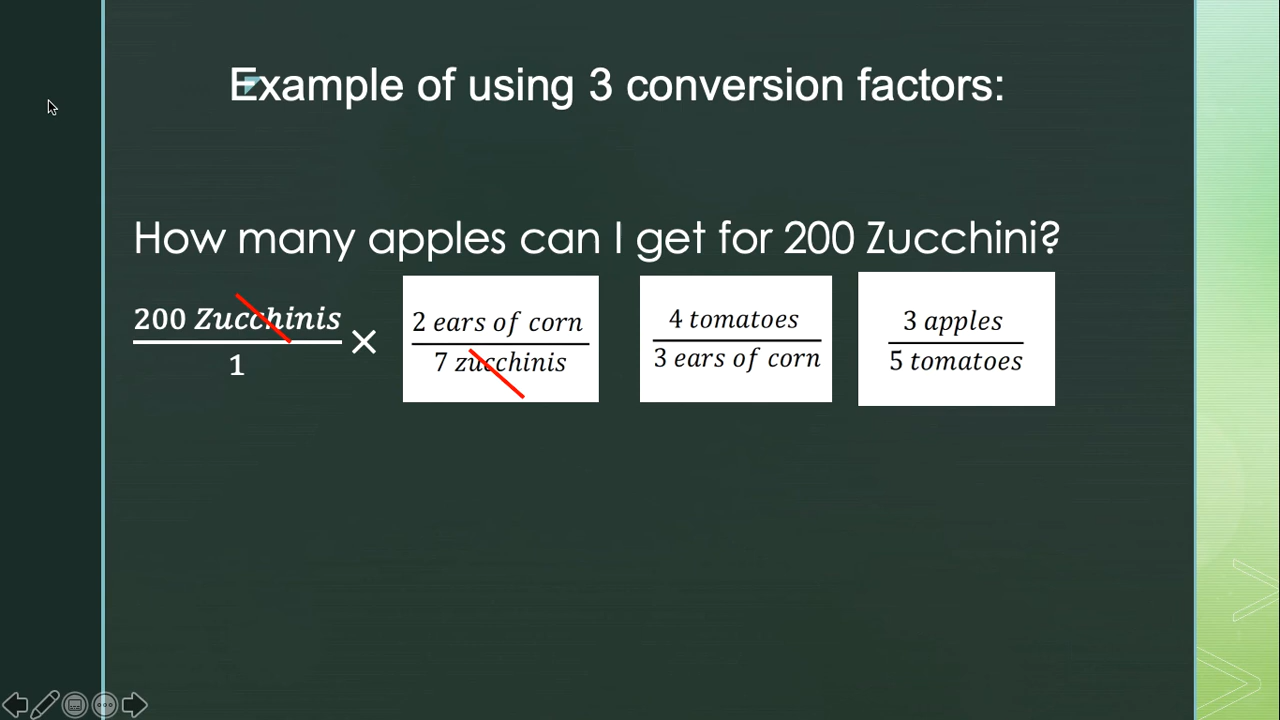 Example of using 3 conversion factors:
How many apples can I get for 200 Zucchini?
200 Zucchinis
1
×
2 ears of corn
7 zucchinis
4 tomatoes
3 ears of corn
3 apples
5 tomatoes